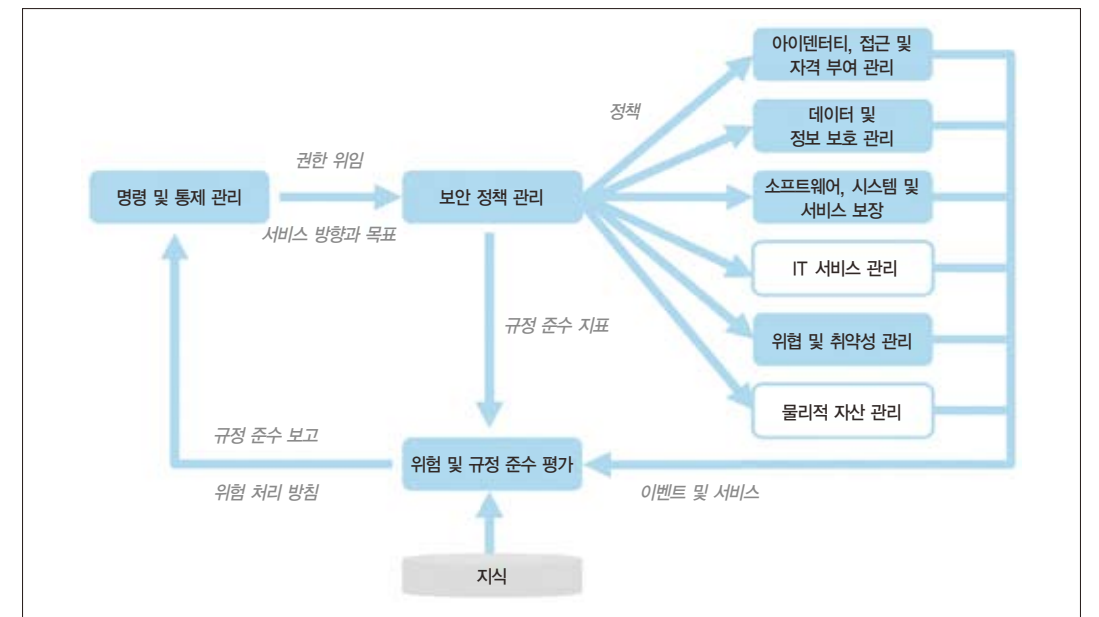 아이덴터티, 접근 및
자격 부여 관리
정책
데이터 및
정보 보호 관리
권한 위임
명령 및 통제 관리
보안 정책 관리
소프트웨어, 시스템 및
서비스 보장
서비스 방향과 목표
IT 서비스 관리
규정 준수 지표
위협 및 취약성 관리
물리적 자산 관리
규정 준수 보고
위험 및 규정 준수 평가
위험 처리 방침
이벤트 및 서비스
지식